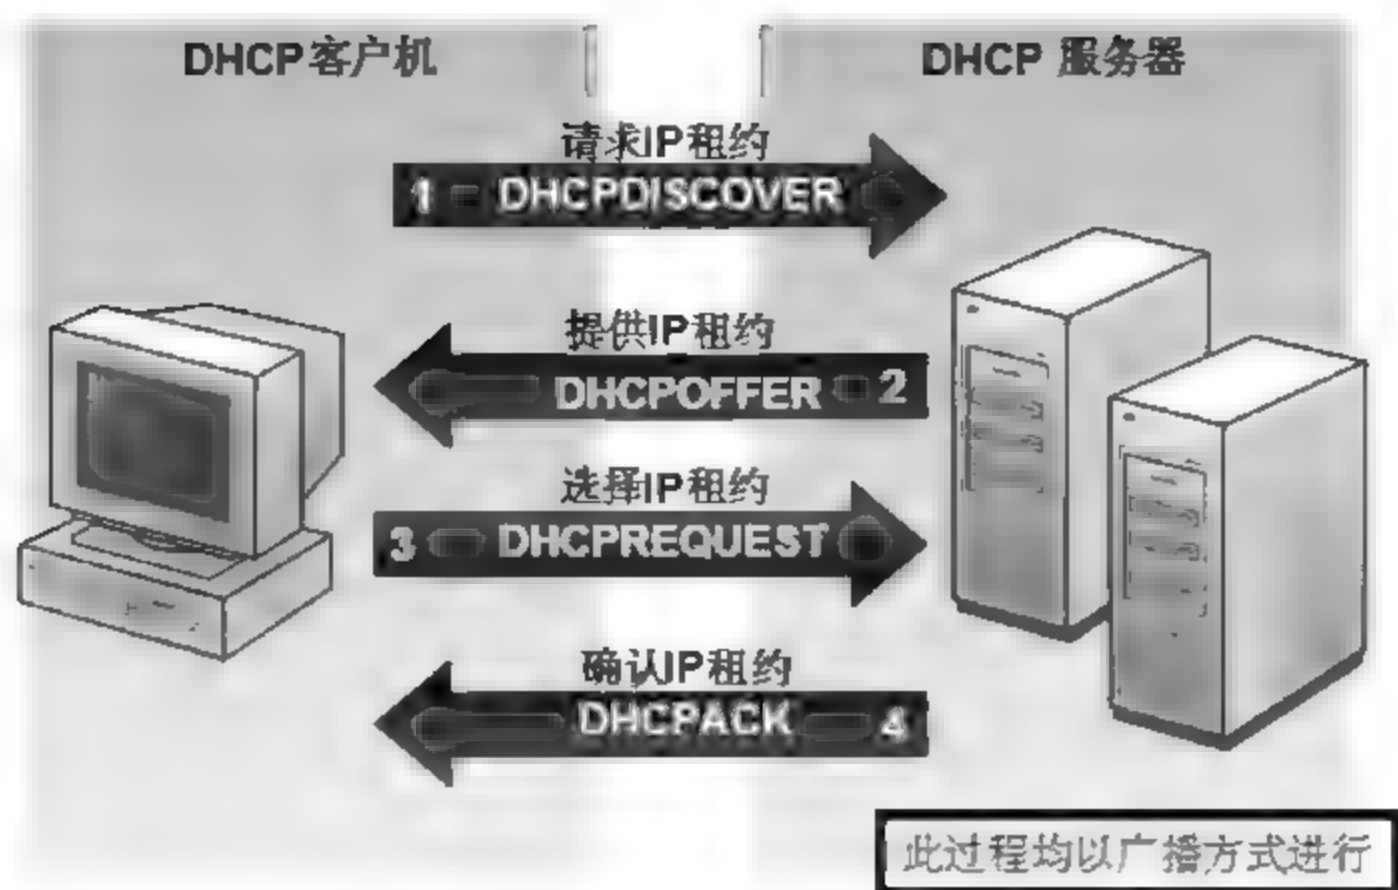 DHCP客户机
DHCP 服务器
请求IP租约
1 DHCPDISCOVER
提供IP租约
DHCPOFFER 2
选择IP租约
3 DHCPREQUEST
确认IP租约
DHCPACK 4
此过程均以广播方式进行